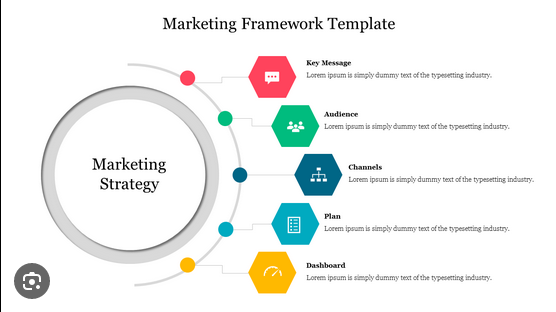 Marketing Framework Template
Marketing
Strategy
Key Message
Lorem ipsum is simply dummy text of the typesetting industry.
Audience
Lorem ipsum is simply dummy text of the typesetting industry.
Channels
Lorem ipsum is simply dummy text of the typesetting industry.
Plan
Lorem ipsum is simply dummy text of the typesetting industry.
Dashboard
Lorem ipsum is simply dummy text of the typesetting industry.